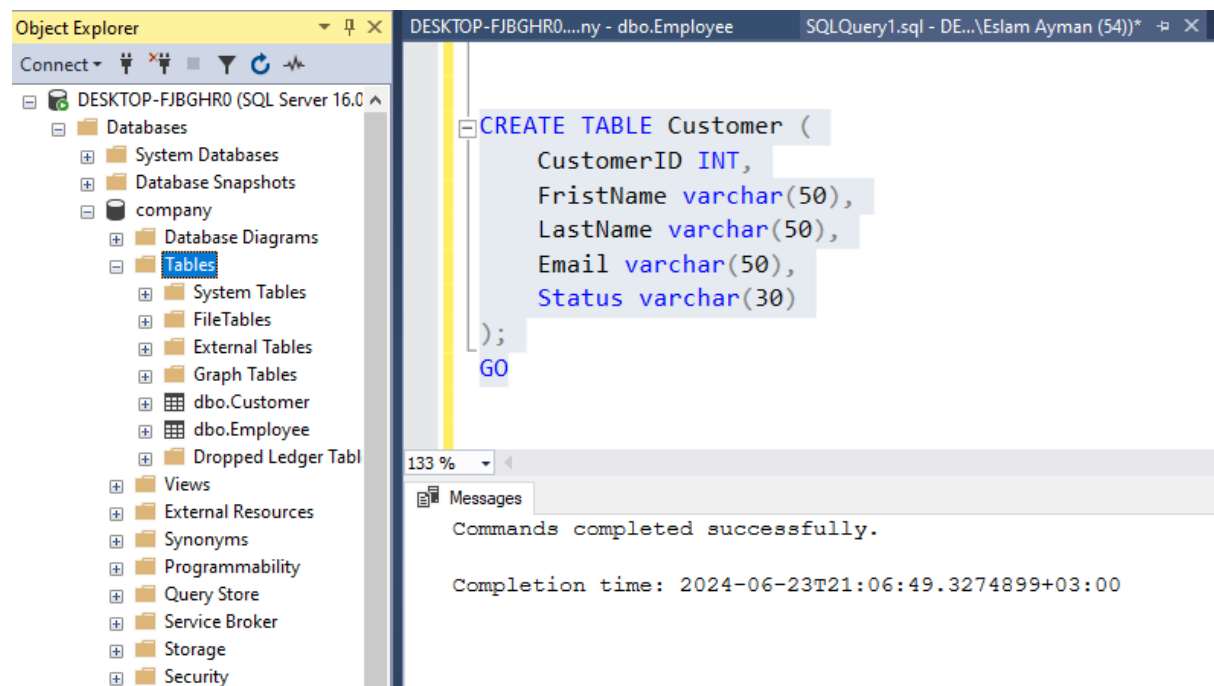 Object Explorer
Connect
DESKTOP-FJBGHR0 (SQL Server 16.0
Databases
System Databases
Database Snapshots
company
Database Diagrams
Tables
System Tables
FileTables
External Tables
Graph Tables
dbo.Customer
dbo.Employee
Dropped Ledger Tabl
Views
External Resources
Synonyms
Programmability
Query Store
Service Broker
Storage
Security
DESKTOP-FJBGHR0....ny - dbo.Employee
SQLQuery1.sql - DE...\Eslam Ayman (54))*
CREATE TABLE Customer (
CustomerID INT,
FristName varchar(50),
LastName varchar(50),
Email varchar(50),
Status varchar(30)
);
GO
133 %
Messages
Commands completed successfully.
Completion time: 2024-06-23T21:06:49.3274899+03:00